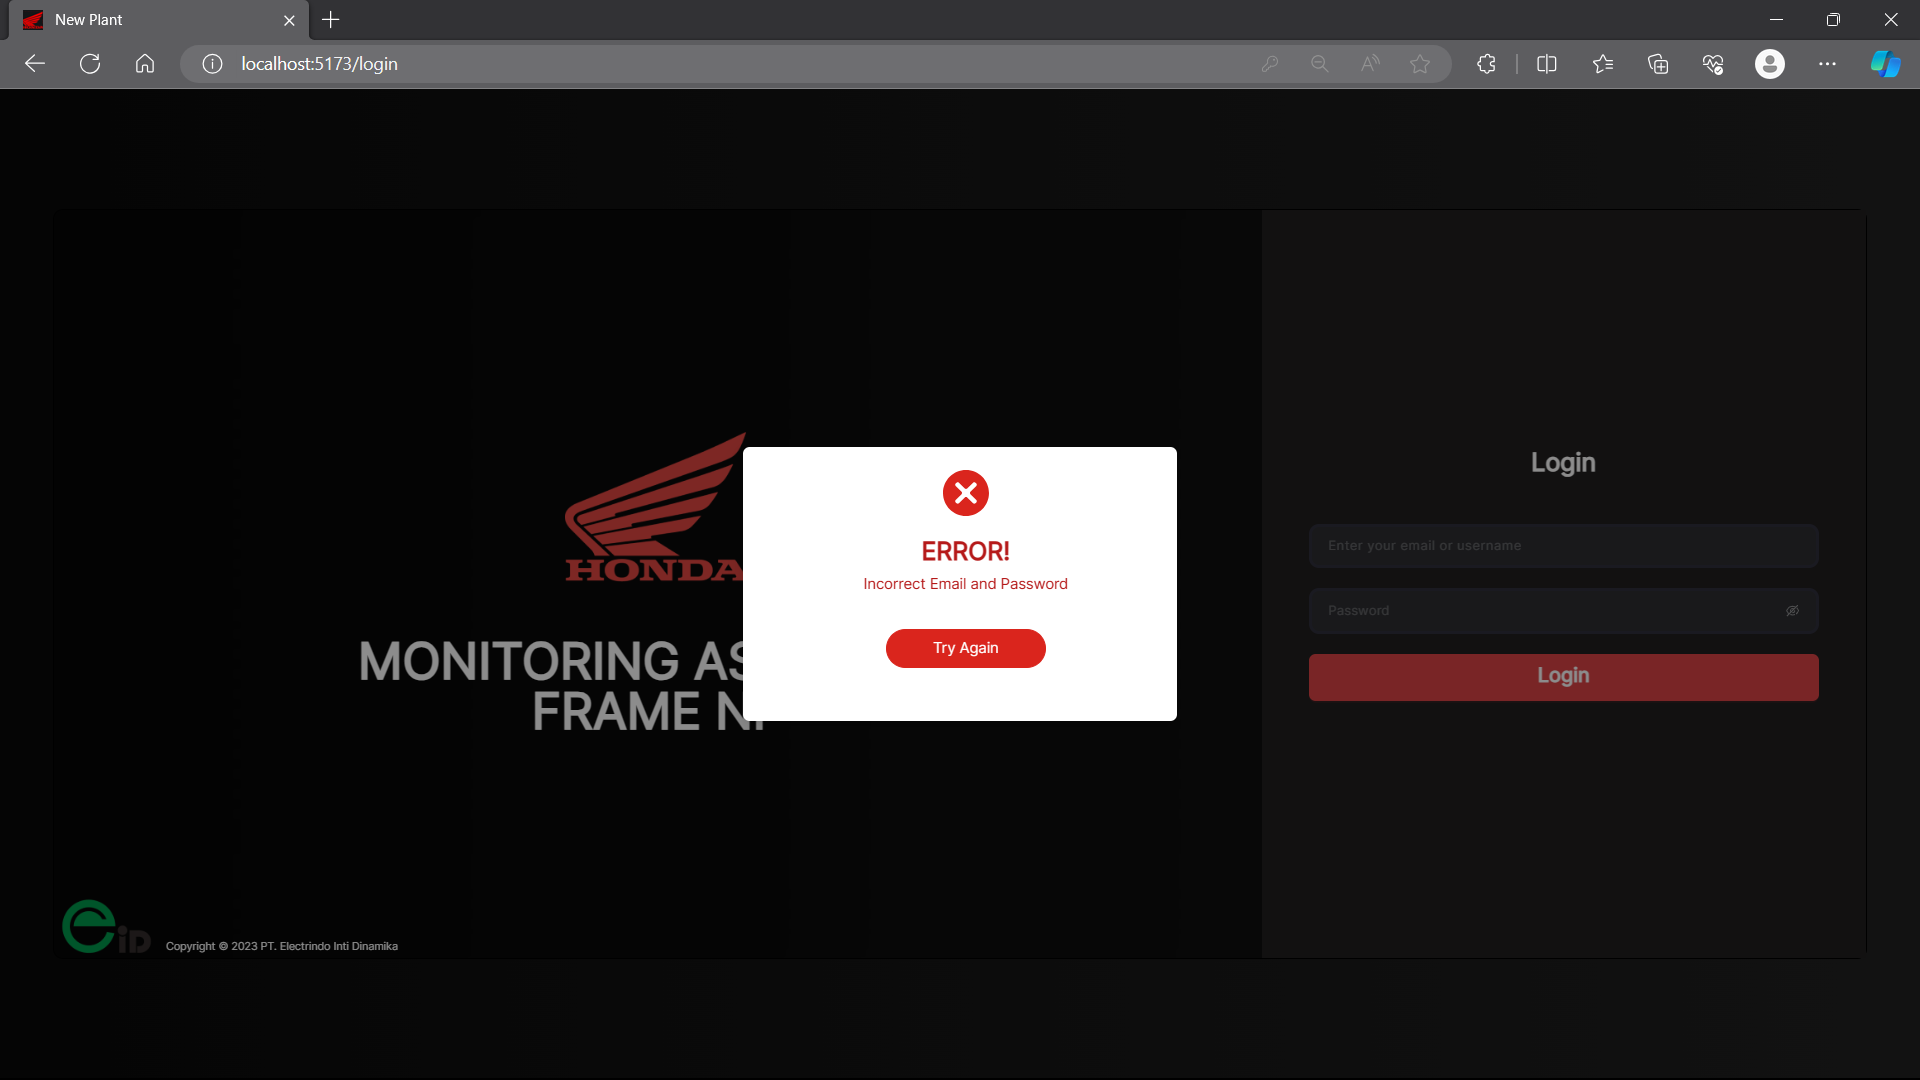 New Plant
localhost:5173/login
HONDA
MONITORING
FRAME
ERROR!
Incorrect Email and Password
Try Again
Login
Enter your email or username
Password
Login
eiD
Copyright © 2023 PT. Electrindo Inti Dinamika